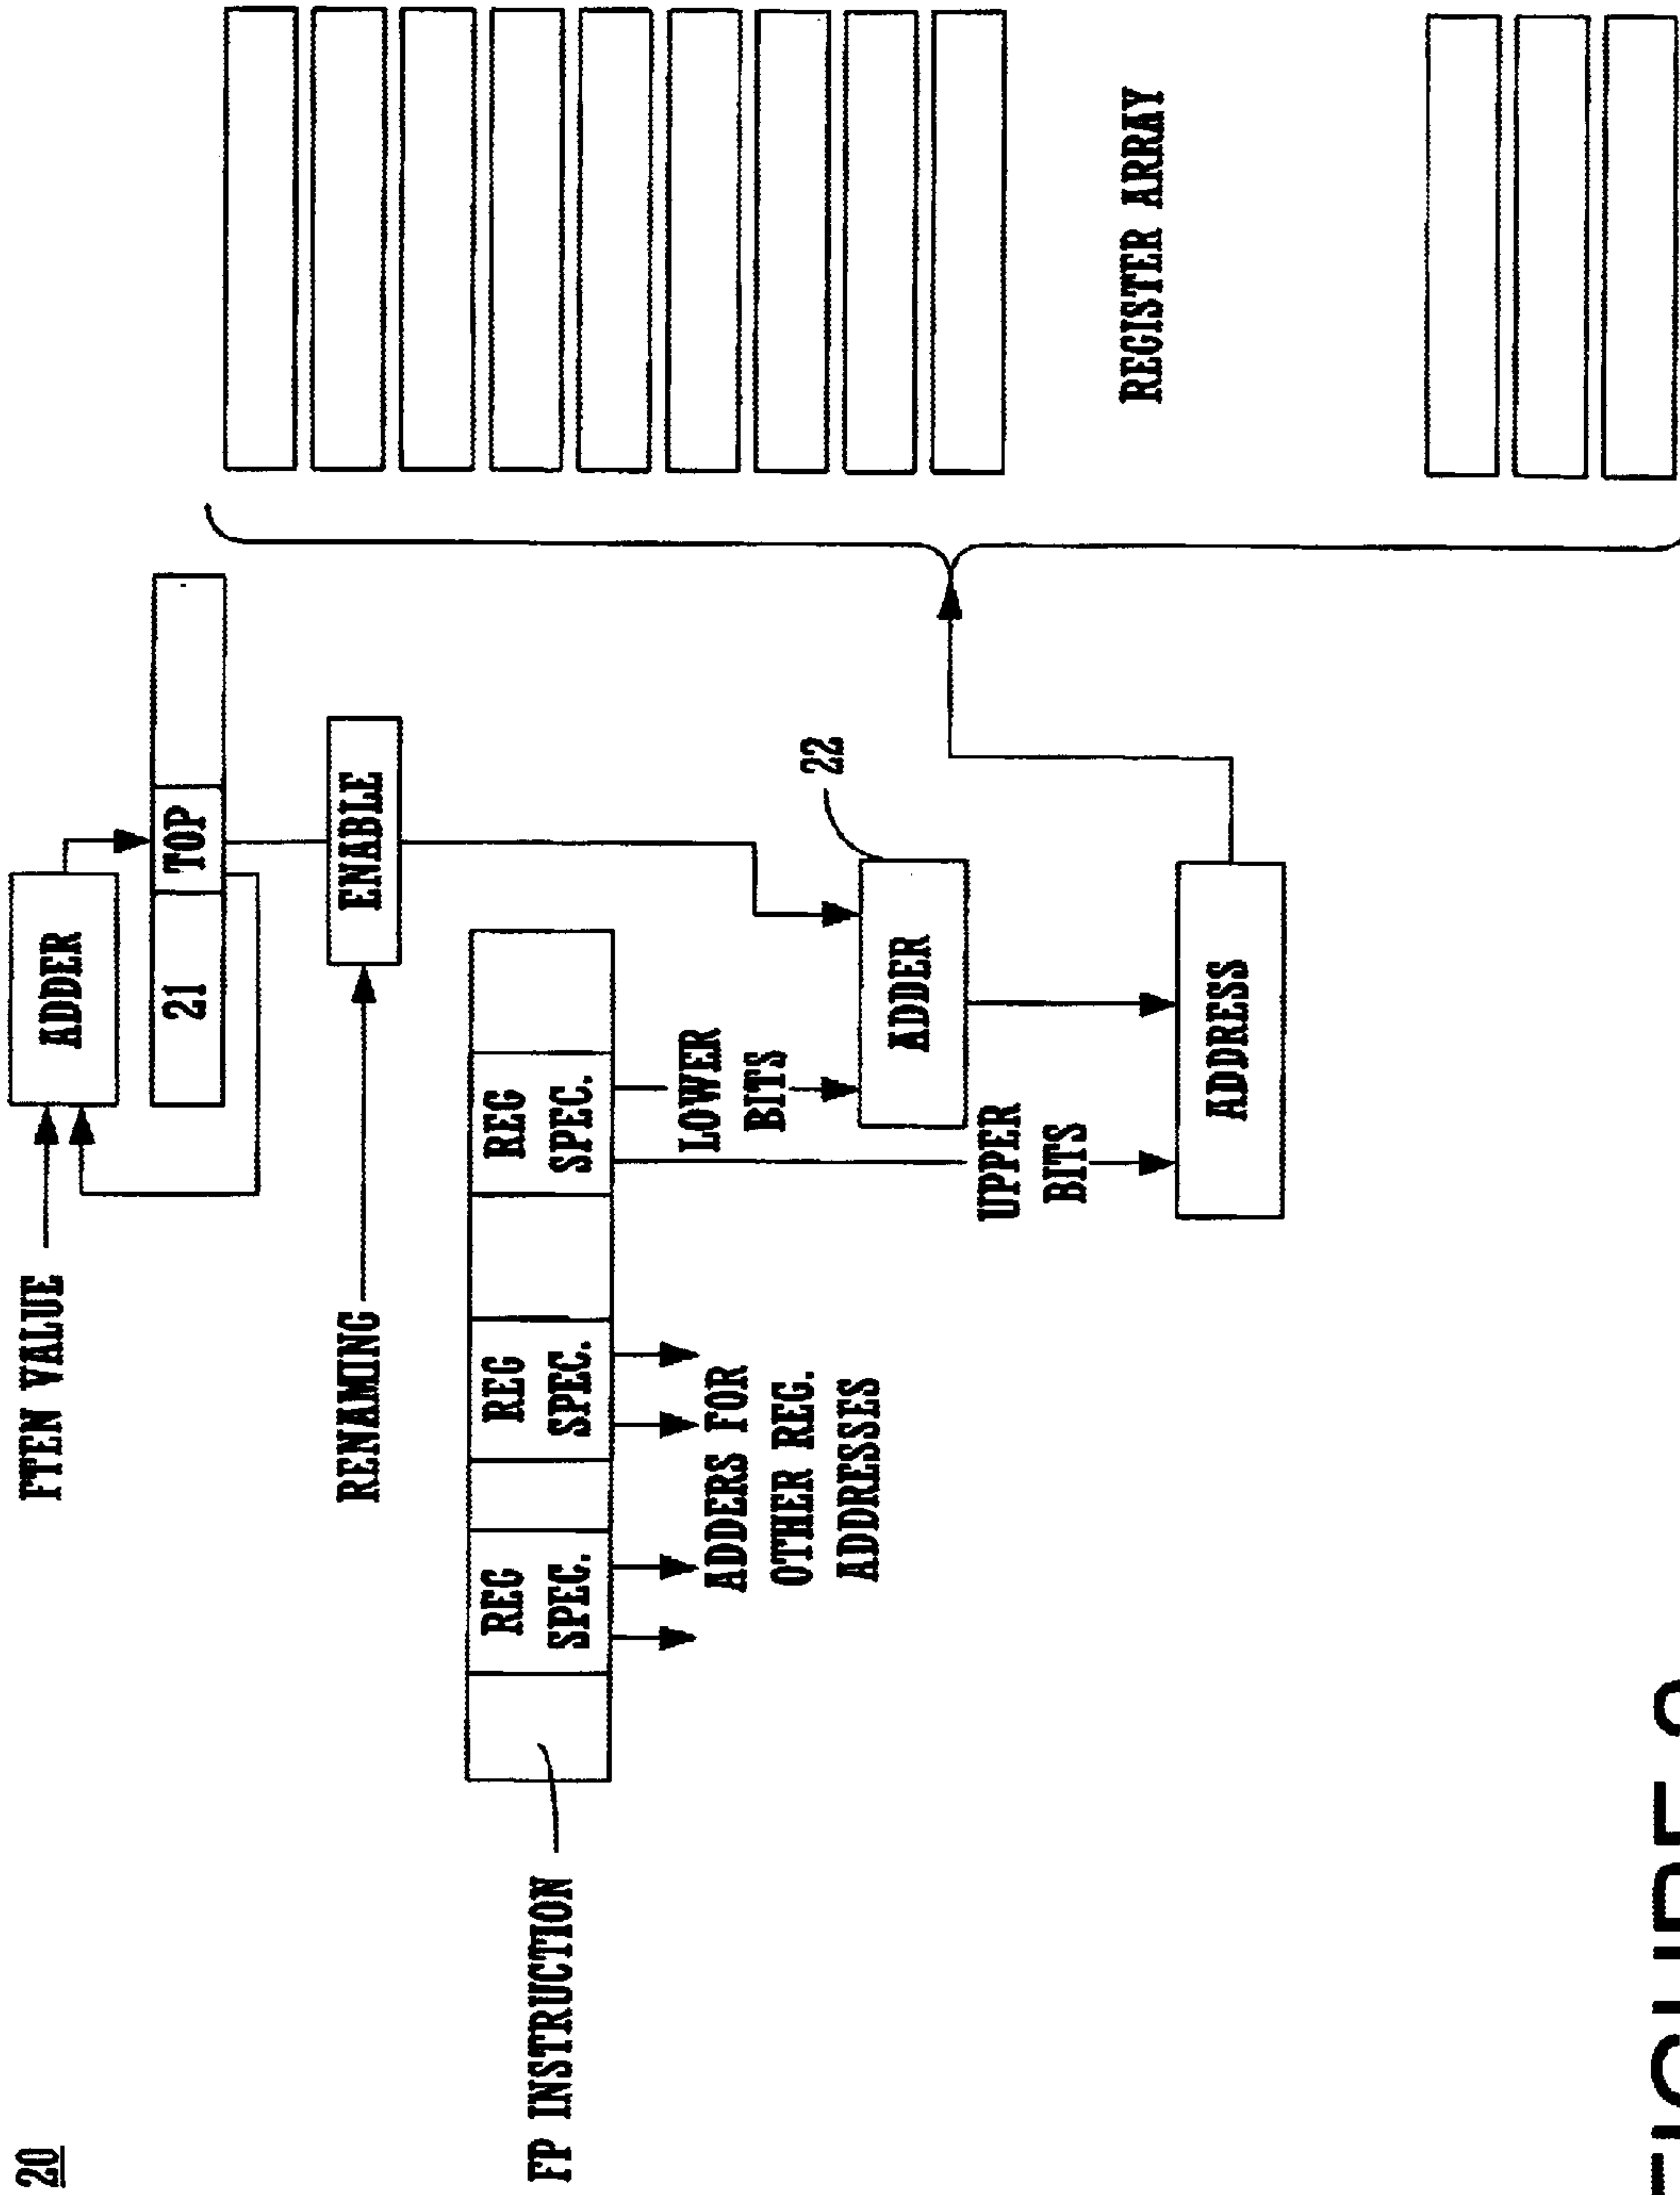 20
FTEN VALUE
ADDER
21
TOP
RENAMING
ENABLE
FP INSTRUCTION
REG
SPEC.
REG
SPEC.
REG
SPEC.
LOWER
BITS
ADDERS FOR
OTHER REG.
ADDRESSES
22
ADDER
UPPER
BITS
ADDRESS
REGISTER ARRAY